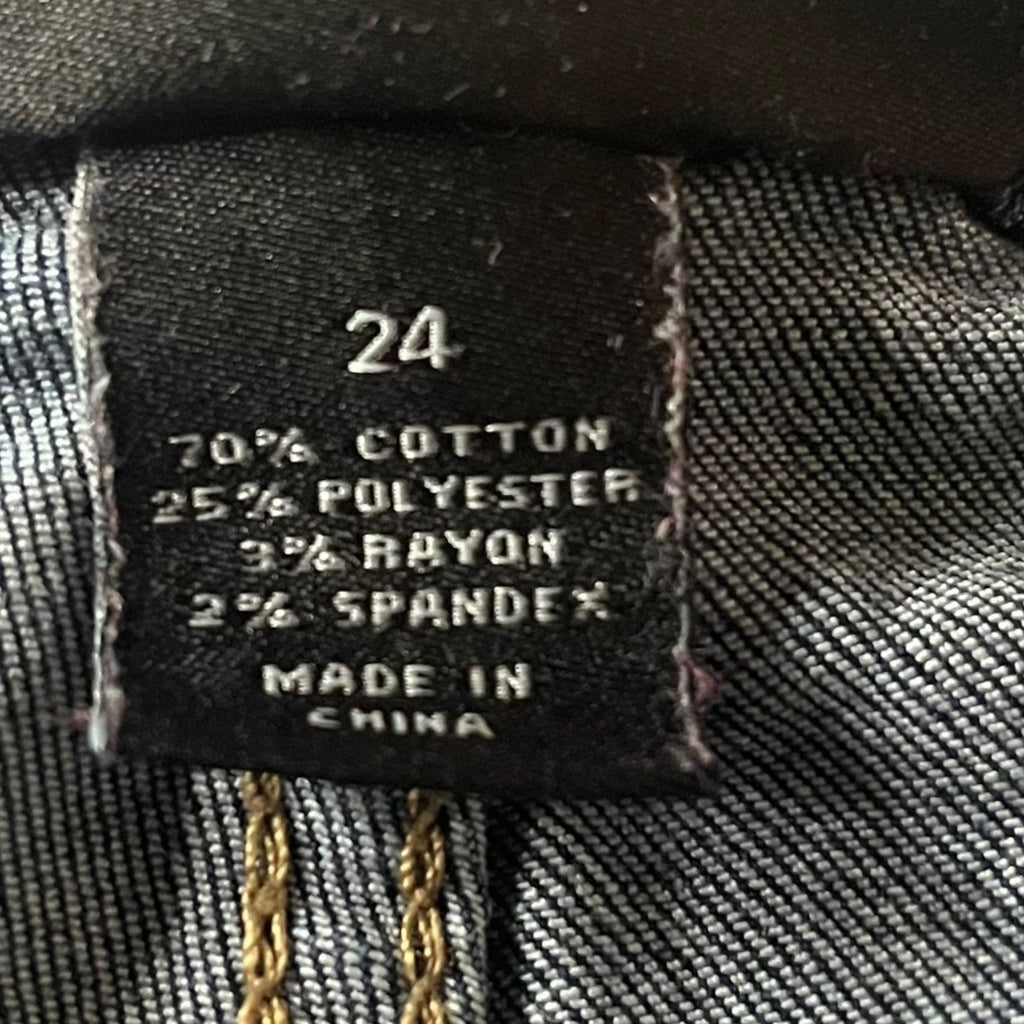 24
70% COTTON
25% POLYESTER
3% RAYON
2% SPANDEX
MADE IN
CHINA